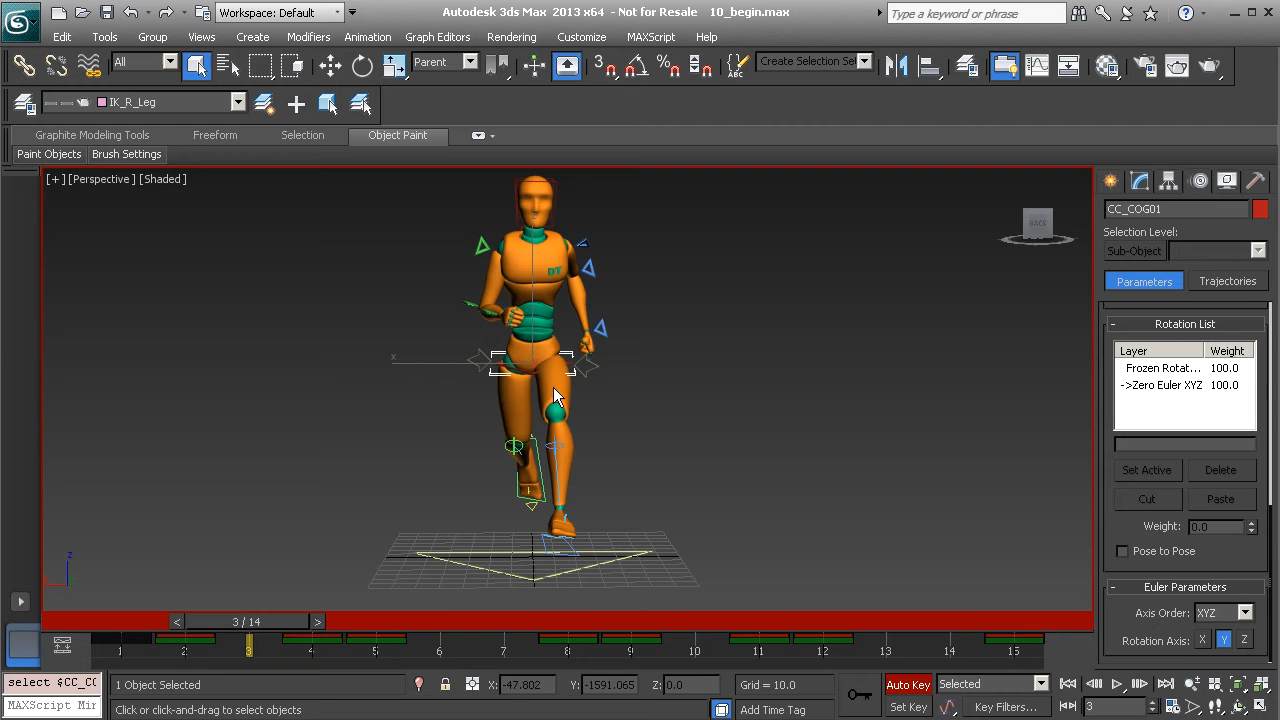 Workspace: Default
Autodesk 3ds Max 2013 x64 - Not for Resale 10_begin.max
Type a keyword or phrase
Edit Tools Group Views Create Modifiers Animation Graph Editors Rendering Customize MAXScript Help
All Parent 3 % Create Selection Se
IK_R_Leg
Graphite Modeling Tools Freeform Selection Object Paint
Paint Objects Brush Settings
[+] [Perspective] [Shaded]
BACK
DT
x
z
CC_COG01
Selection Level:
Sub-Object
Parameters Trajectories
- Rotation List
Layer Weight
Frozen Rotat... 100.0
->Zero Euler XYZ 100.0
Set Active Delete
Cut Paste
Weight: 0.0
Pose to Pose
- Euler Parameters
Axis Order: XYZ
Rotation Axis: X Y Z
< 3 / 14 >
1 2 3 4 5 6 7 8 9 10 11 12 13 14 15
select $CC_CO
MAXScript Min
1 Object Selected X: -47.802 Y: -1591.065 Z: 0.0 Grid = 10.0
Click or click-and-drag to select objects Add Time Tag
Auto Key Selected
Set Key Key Filters... 3